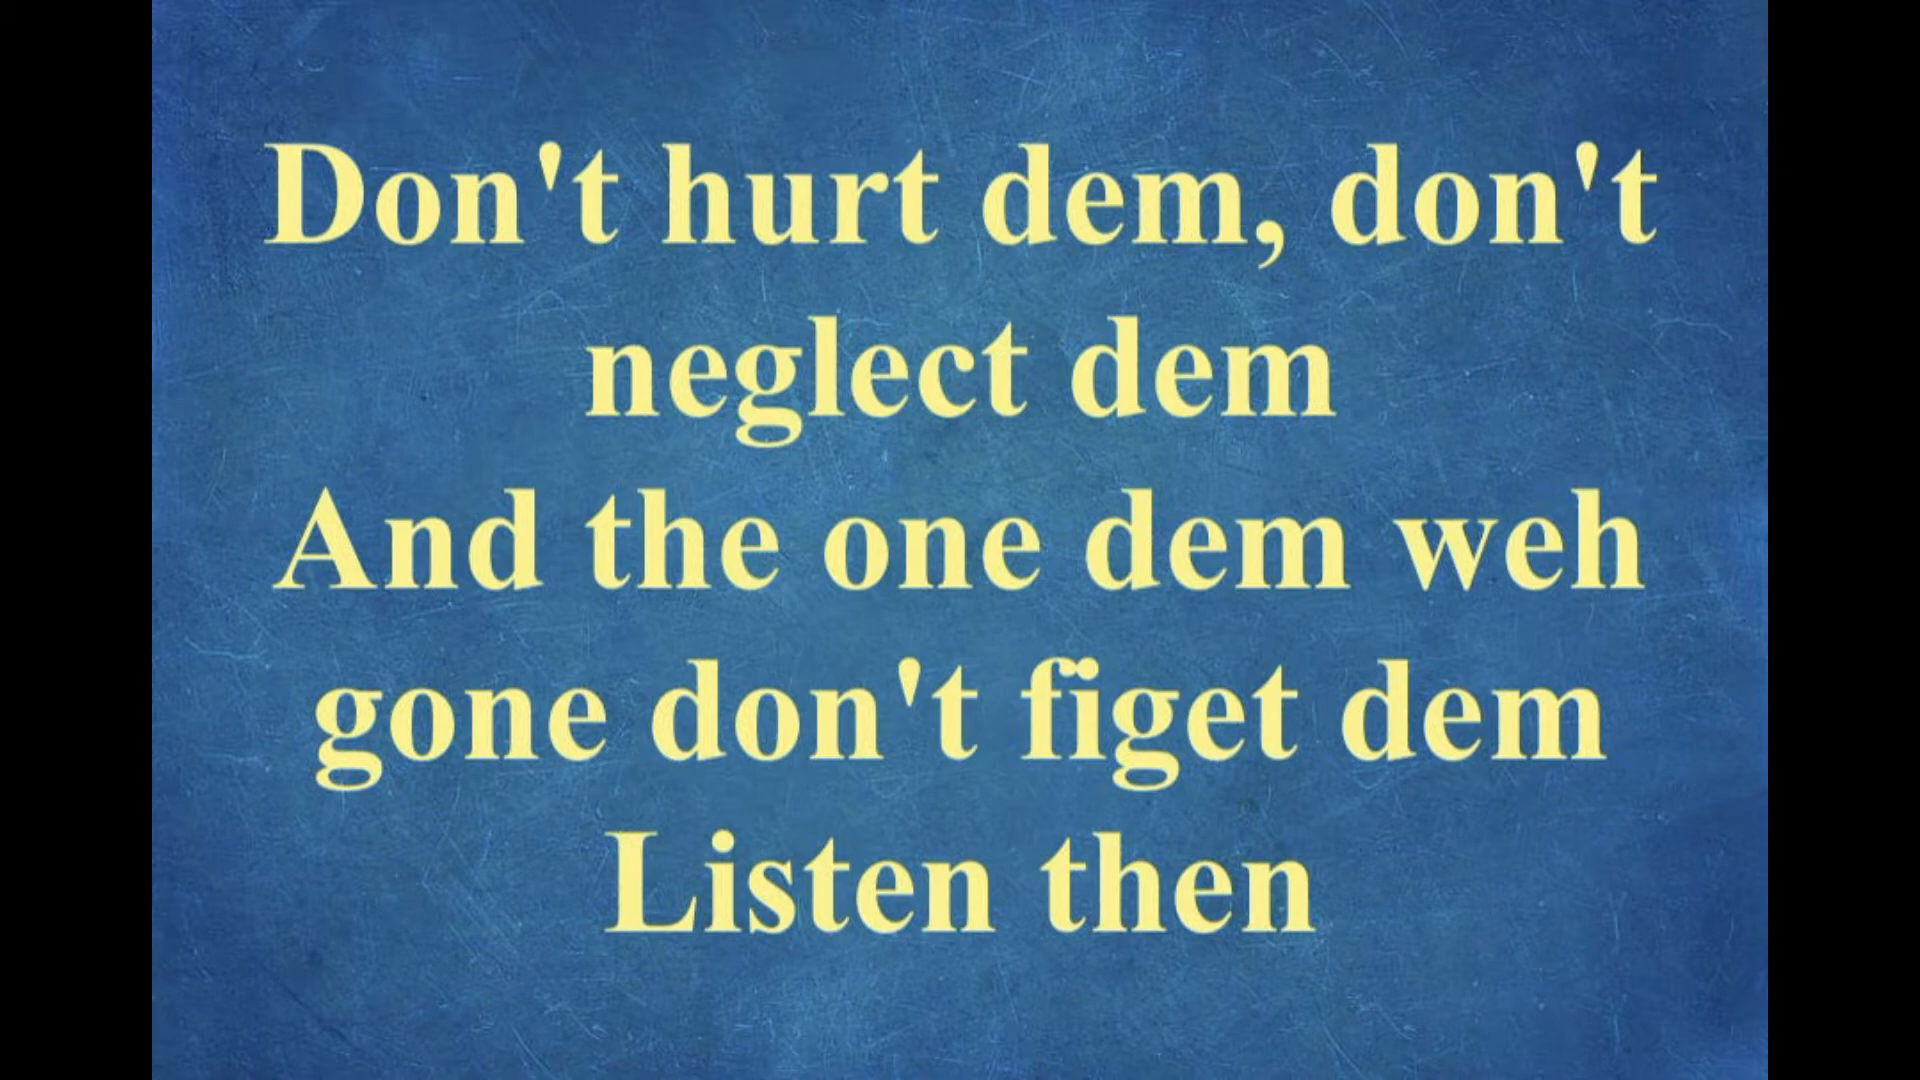 Don't hurt dem, don't
neglect dem
And the one dem weh
gone don't figet dem
Listen then